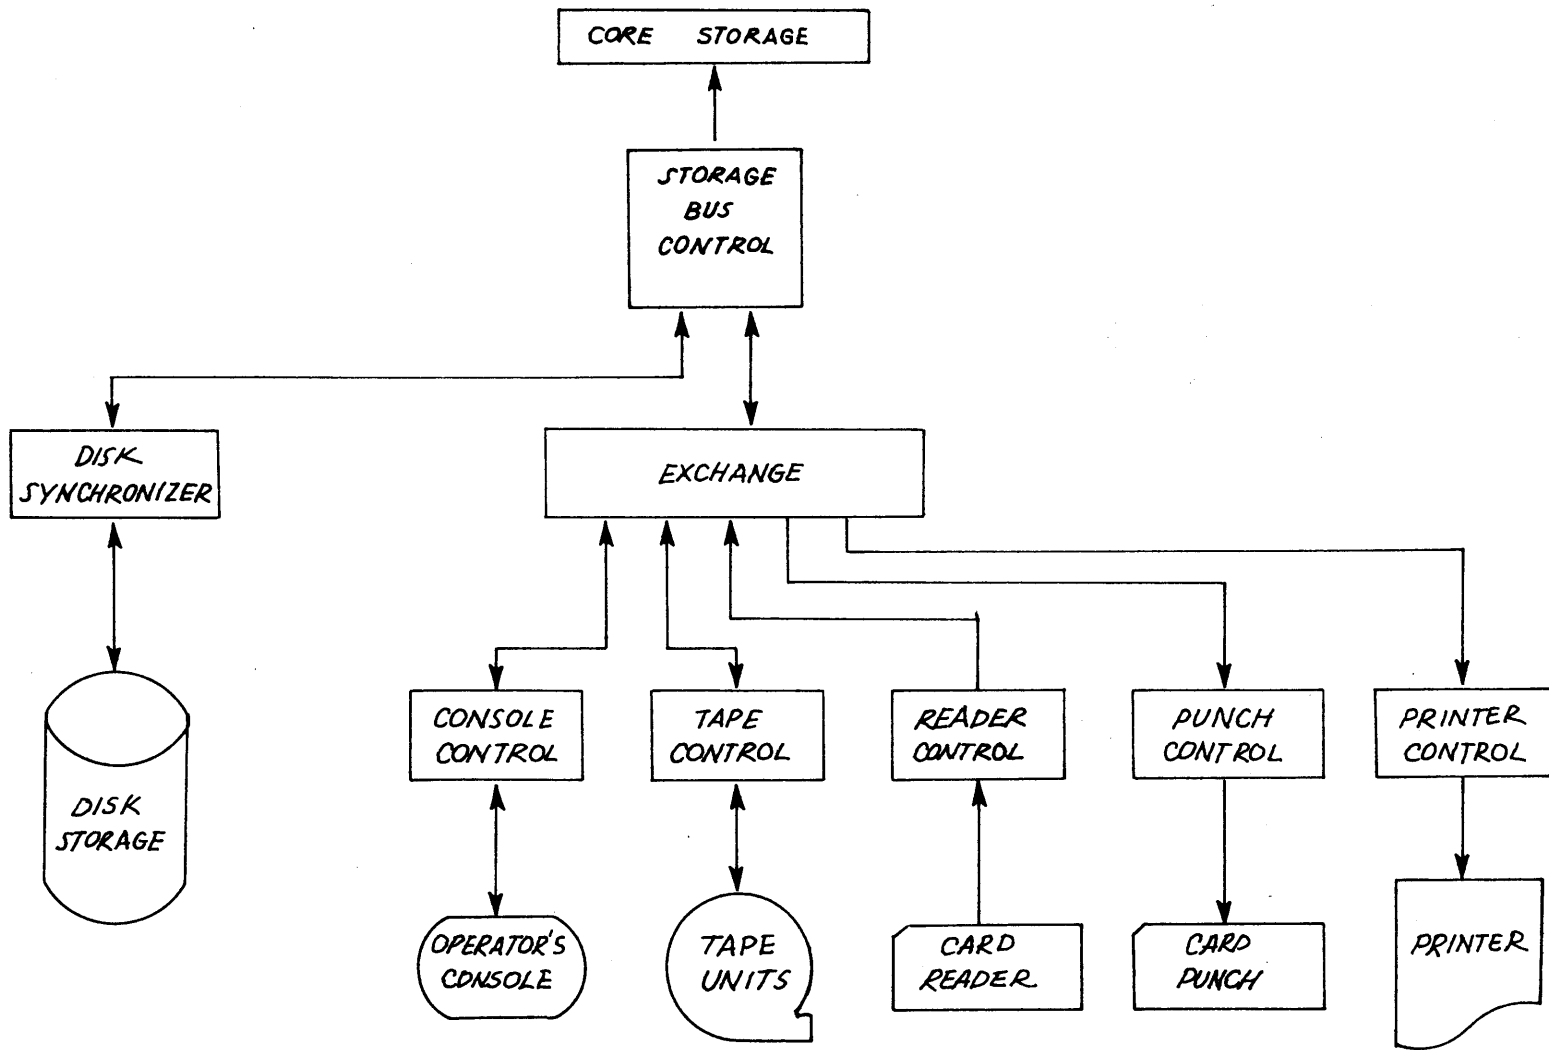 CORE STORAGE
STORAGE
BUS
CONTROL
DISK
SYNCHRONIZER
EXCHANGE
CONSOLE
CONTROL
TAPE
CONTROL
READER
CONTROL
PUNCH
CONTROL
PRINTER
CONTROL
DISK
STORAGE
OPERATOR'S
CONSOLE
TAPE
UNITS
CARD
READER
CARD
PUNCH
PRINTER